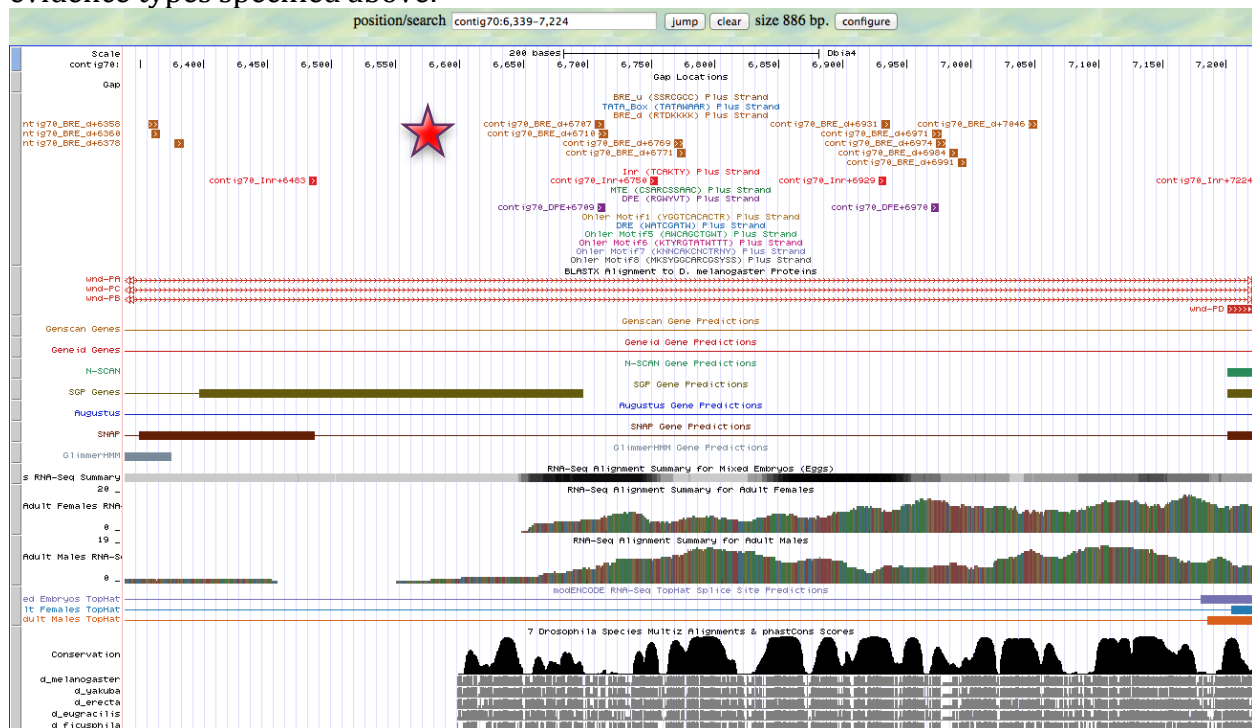 evidence types specified above.
position/search contig70:6,339-7,224 jump clear size 886 bp. configure
Scale 200 bases Dbia4
contig70: 6,400 6,450 6,500 6,550 6,600 6,650 6,700 6,750 6,800 6,850 6,900 6,950 7,000 7,050 7,100 7,150 7,200
Gap Locations
Gap
BRE_u (SSRCGCC) Plus Strand
TATA_Box (TATAWAAR) Plus Strand
BRE_d (RTDKKKK) Plus Strand
ntig70_BRE_d+6358 contig70_BRE_d+6707 contig70_BRE_d+6931 contig70_BRE_d+7046
ntig70_BRE_d+6360 contig70_BRE_d+6710 contig70_BRE_d+6971
ntig70_BRE_d+6378 contig70_BRE_d+6769 contig70_BRE_d+6974
contig70_BRE_d+6771 contig70_BRE_d+6984
contig70_BRE_d+6991
Inr (TCAKTY) Plus Strand
contig70_Inr+6483 contig70_Inr+6750 contig70_Inr+6929 contig70_Inr+7224
MTE (CSARCSSAAC) Plus Strand
DPE (RGWYVT) Plus Strand
contig70_DPE+6709 contig70_DPE+6970
Ohler Motif1 (YGGTCACACTR) Plus Strand
DRE (WATCGATW) Plus Strand
Ohler Motif5 (AWCAGCTGWT) Plus Strand
Ohler Motif6 (KTYRGTATWTTT) Plus Strand
Ohler Motif7 (KNNCAKCNCTRNY) Plus Strand
Ohler Motif8 (MKSYGGCARCGSYSS) Plus Strand
BLASTX Alignment to D. melanogaster Proteins
wnd-PA
wnd-PC
wnd-PB
wnd-PD
Genscan Gene Predictions
Genscan Genes
Geneid Gene Predictions
Geneid Genes
N-SCAN Gene Predictions
N-SCAN
SGP Gene Predictions
SGP Genes
Augustus Gene Predictions
Augustus
SNAP Gene Predictions
SNAP
GlimmerHMM Gene Predictions
GlimmerHMM
RNA-Seq Alignment Summary for Mixed Embryos (Eggs)
s RNA-Seq Summary
RNA-Seq Alignment Summary for Adult Females
20 _
Adult Females RNA-
0 _
RNA-Seq Alignment Summary for Adult Males
19 _
Adult Males RNA-S
0 _
modENCODE RNA-Seq TopHat Splice Site Predictions
ed Embryos TopHat
lt Females TopHat
dult Males TopHat
7 Drosophila Species Multiz Alignments & phastCons Scores
Conservation
d_melanogaster
d_yakuba
d_erecta
d_eugracilis
d_ficusphila